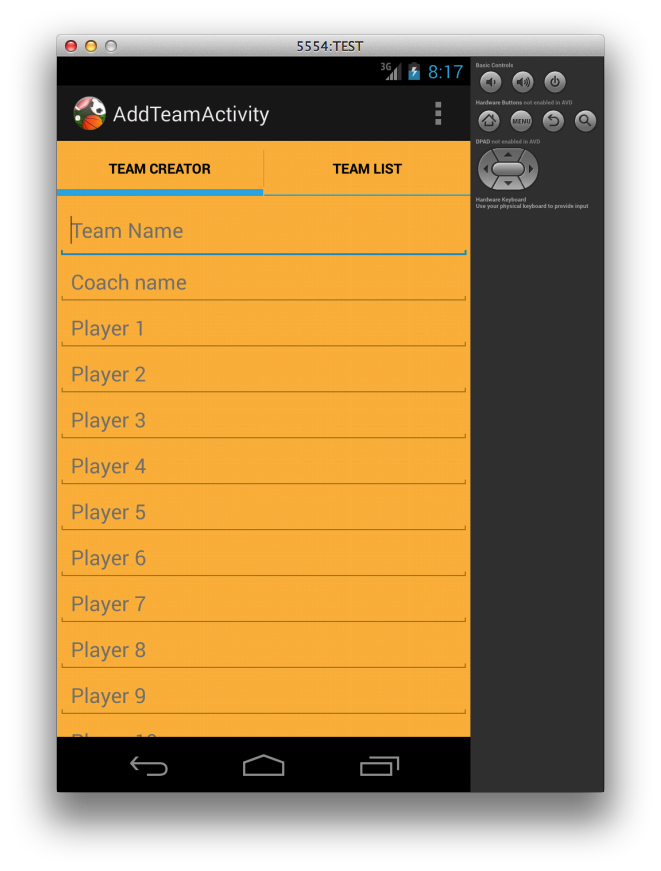 5554:TEST
3G 8:17
AddTeamActivity
TEAM CREATOR TEAM LIST
Team Name
Coach name
Player 1
Player 2
Player 3
Player 4
Player 5
Player 6
Player 7
Player 8
Player 9
Player 10
Basic Controls
Hardware Buttons not enabled in AVD
MENU
DPAD not enabled in AVD
Hardware Keyboard
Use your physical keyboard to provide input